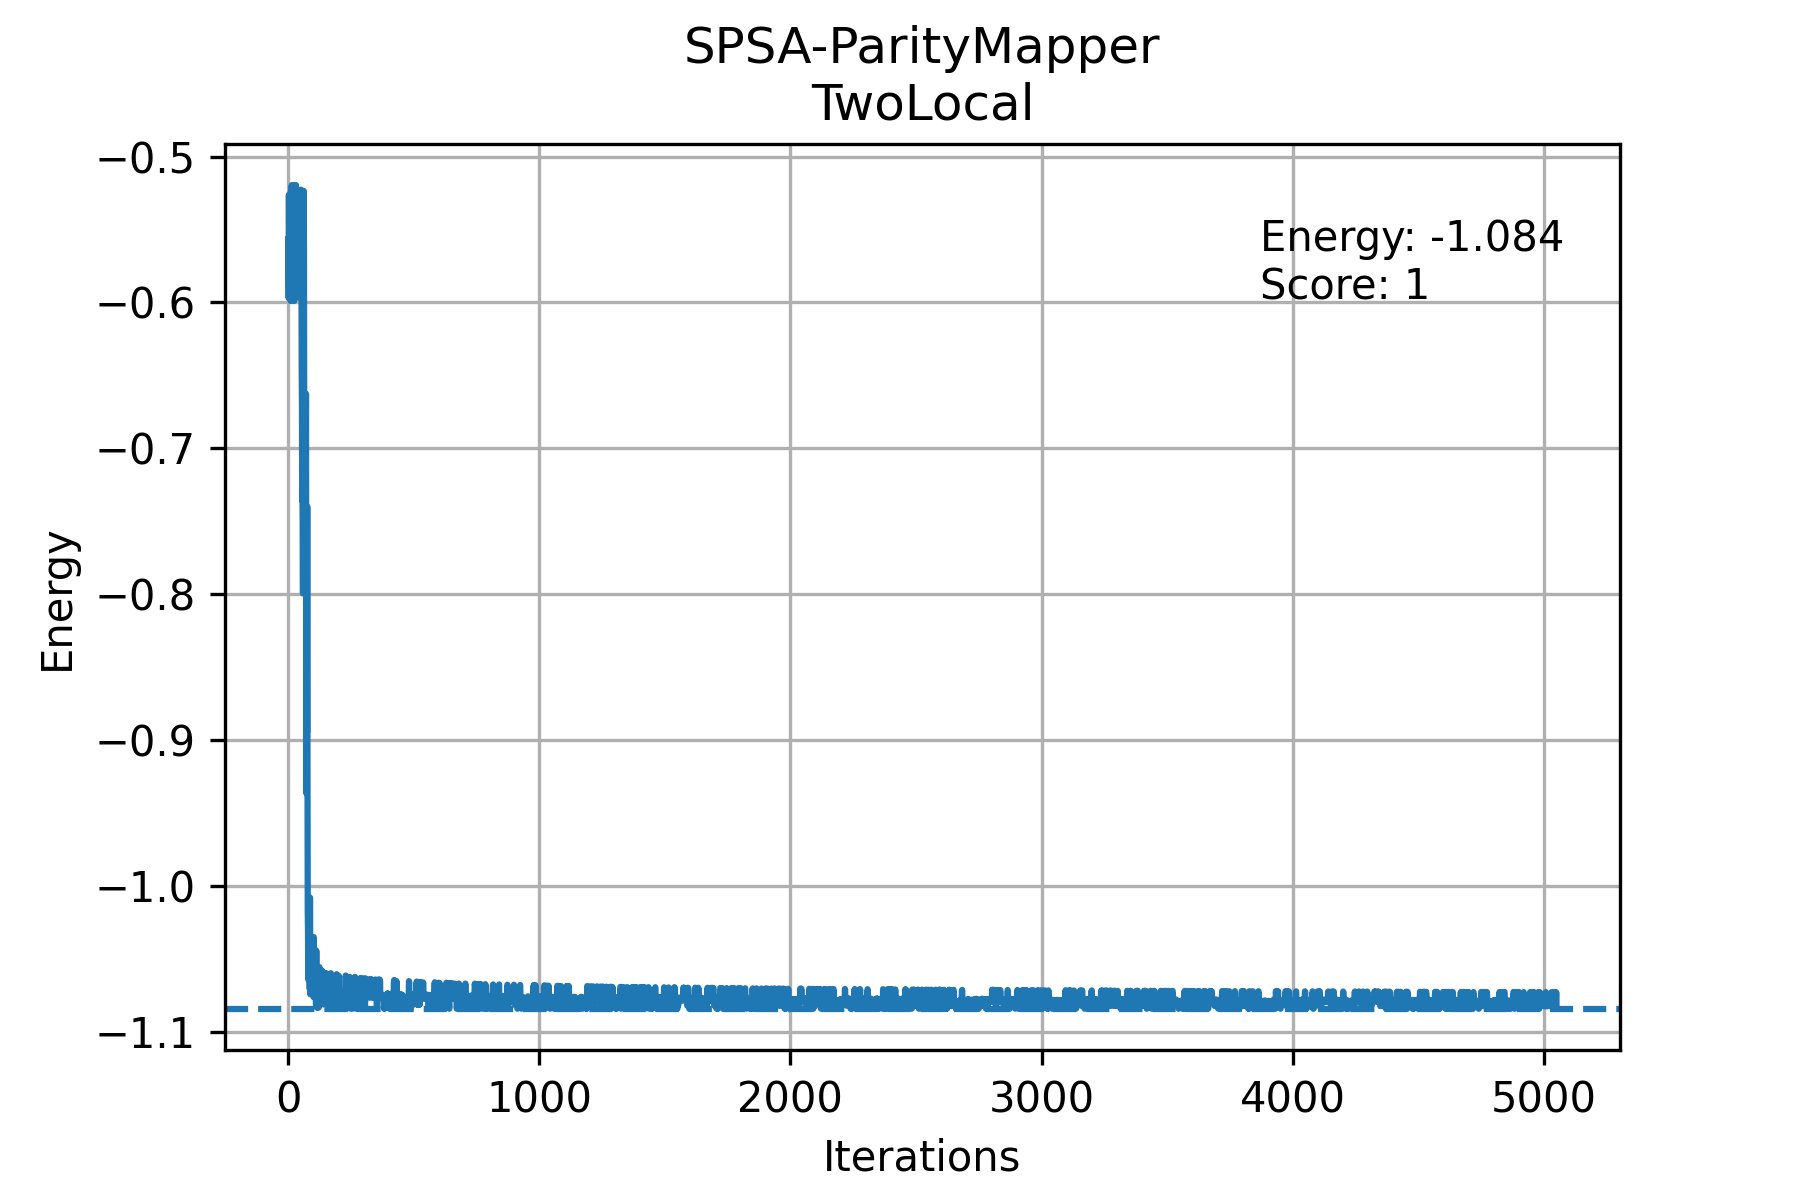 SPSA-ParityMapper
TwoLocal
−0.5
−0.6
−0.7
−0.8
−0.9
−1.0
−1.1
Energy
Energy: -1.084
Score: 1
0 1000 2000 3000 4000 5000
Iterations